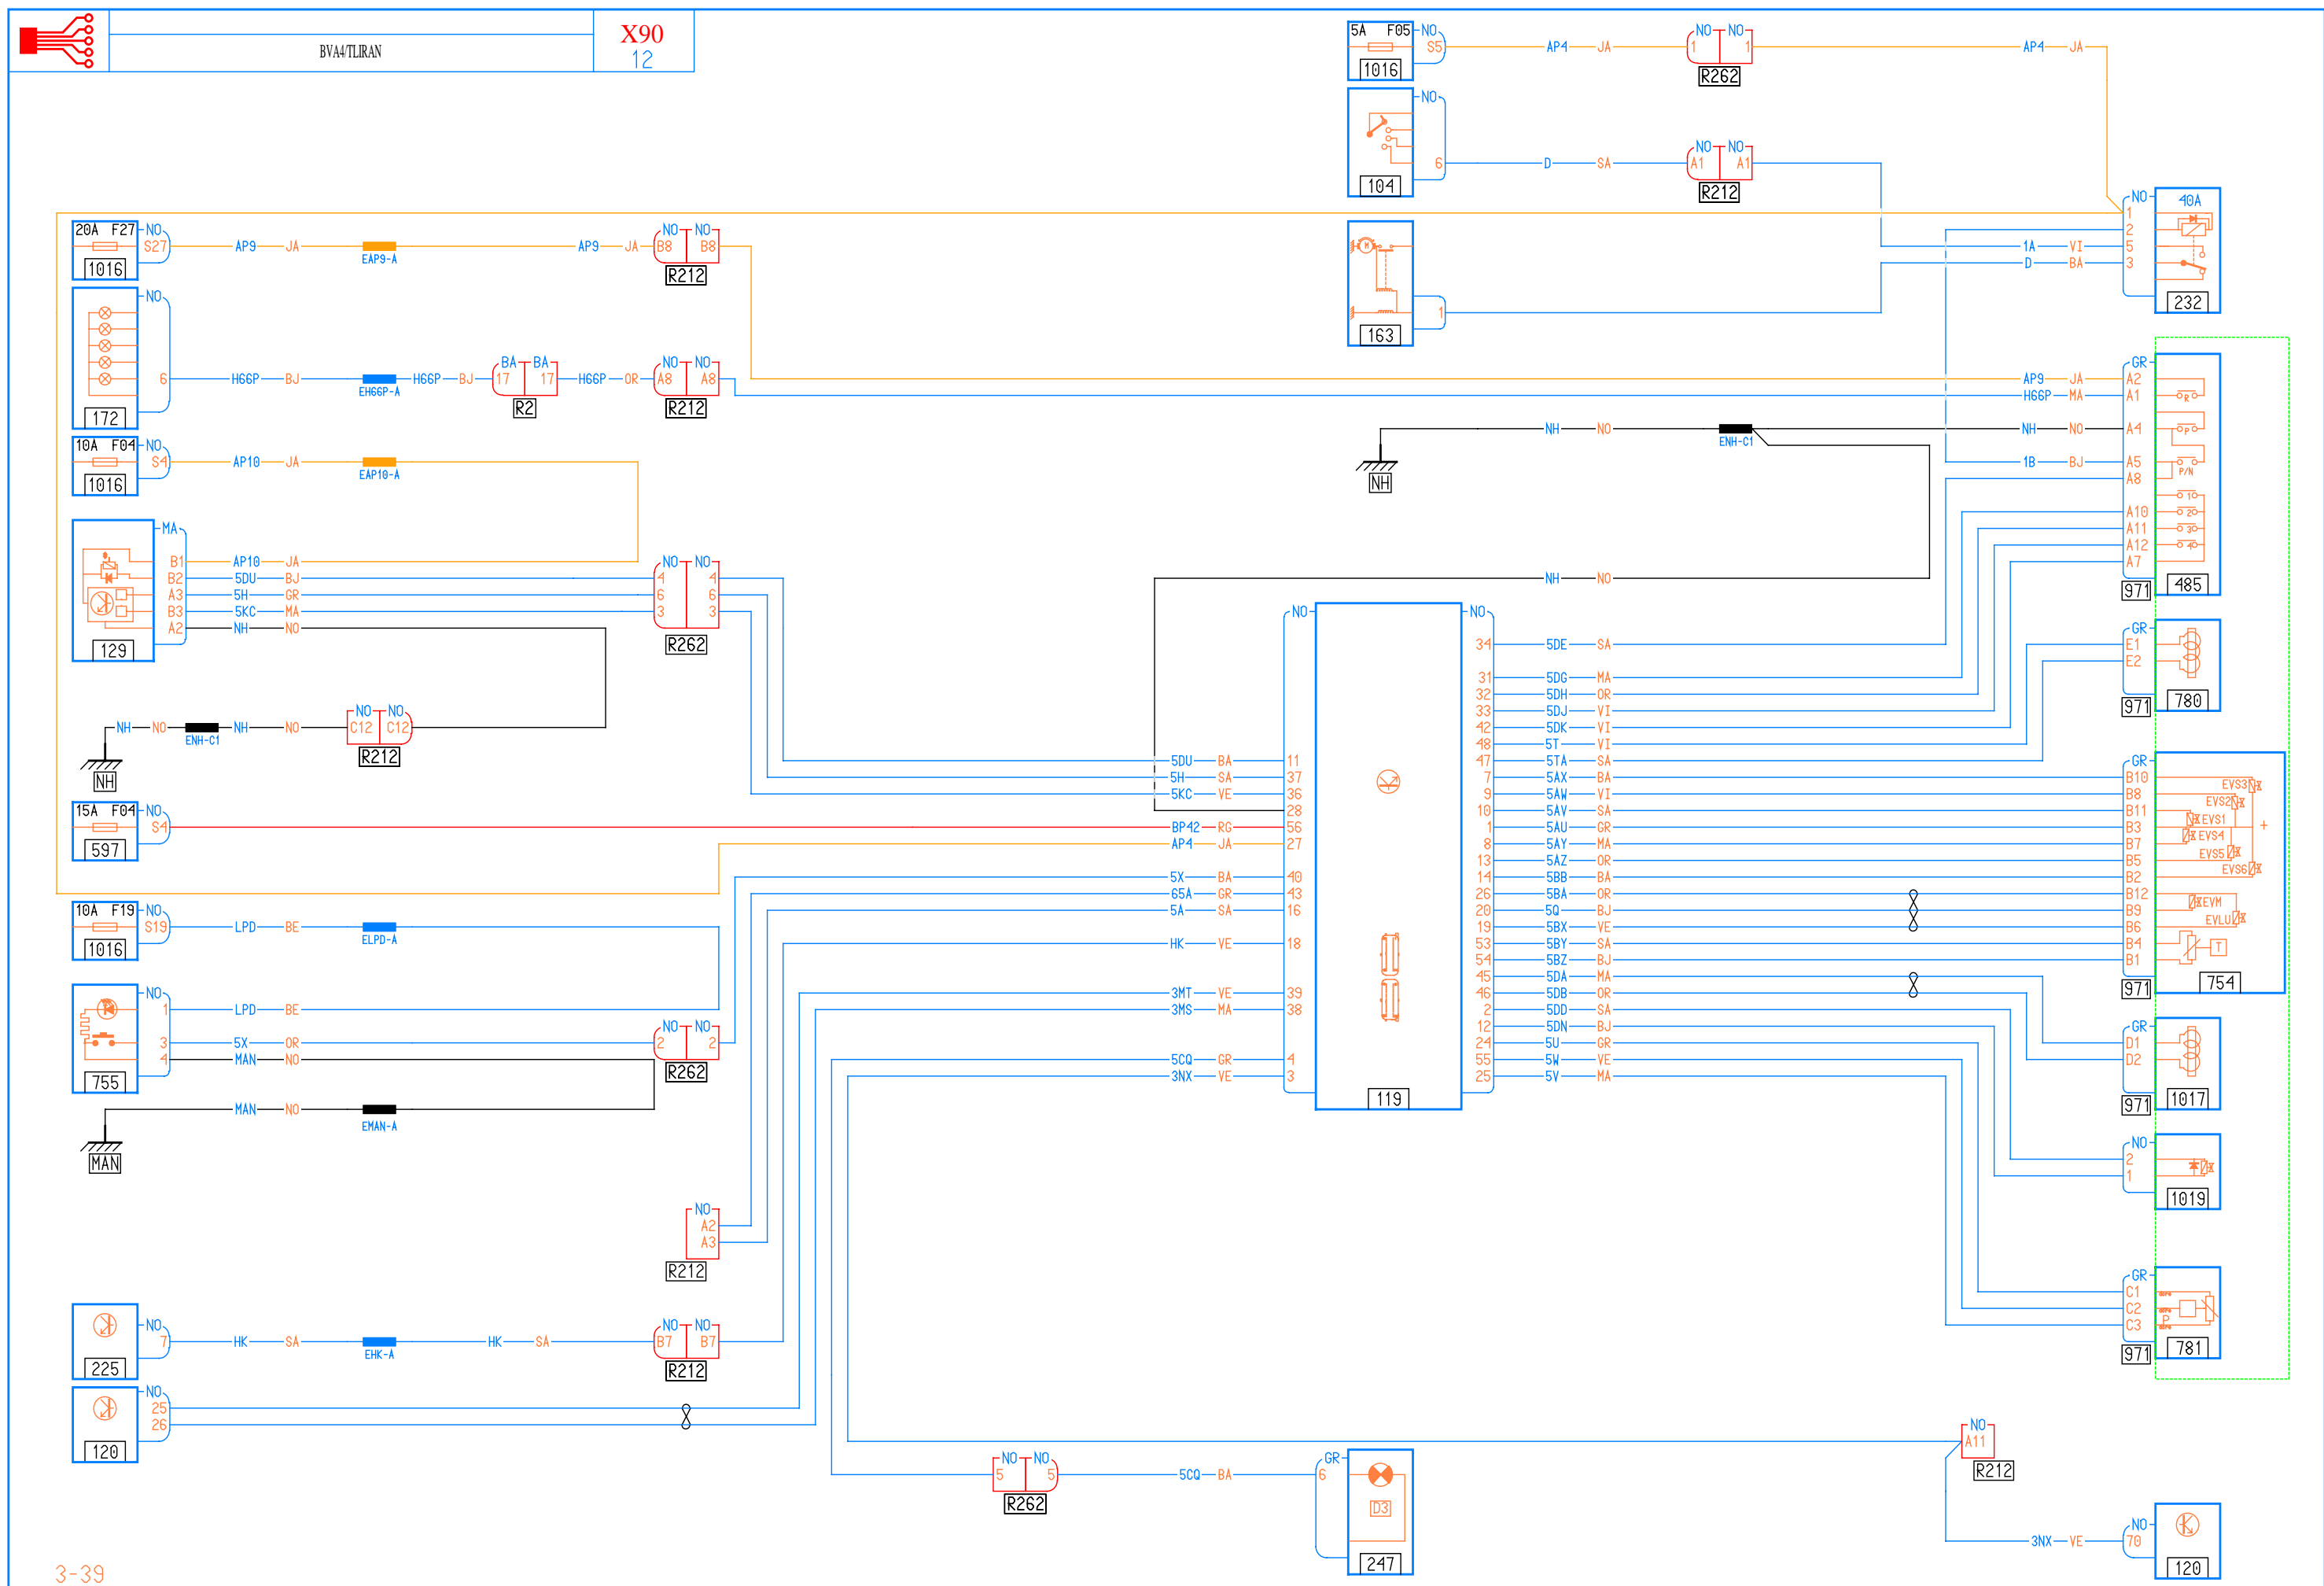 BVA4/TLIRAN
X90
12
5A F05 NO
S5 AP4 JA NO NO
1 1 AP4 JA
1016 R262
NO
6 D SA NO NO
A1 A1
104 R212
NO 40A
1
2
5 1A VI
3 D BA
232
20A F27 NO
S27 AP9 JA EAP9-A AP9 JA NO NO
B8 B8
1016 R212
M
1
163
NO
6 H66P BJ EH66P-A H66P BJ BA BA
17 17 H66P OR NO NO
A8 A8
172 R2 R212
GR
AP9 JA A2
H66P MA A1 R
NH NO ENH-C1 NH NO A4 P
1B BJ A5 P/N
A8
1
A10 2
A11 3
A12 4
A7
971 485
NH
10A F04 NO
S4 AP10 JA EAP10-A
1016
MA
B1 AP10 JA
B2 5DU BJ
A3 5H GR
B3 5KC MA
A2 NH NO
129
NO NO
4 4
6 6
3 3
R262
NH NO
NO NO
34 5DE SA
31 5DG MA
32 5DH OR
33 5DJ VI
42 5DK VI
48 5T VI
47 5TA SA
7 5AX BA
9 5AW VI
10 5AV SA
1 5AU GR
8 5AY MA
13 5AZ OR
14 5BB BA
26 5BA OR
20 5Q BJ
19 5BX VE
53 5BY SA
54 5BZ BJ
45 5DA MA
46 5DB OR
2 5DD SA
12 5DN BJ
24 5U GR
55 5W VE
25 5V MA
119
5DU BA 11
5H SA 37
5KC VE 36
28
BP42 RG 56
AP4 JA 27
5X BA 40
65A GR 43
5A SA 16
HK VE 18
3MT VE 39
3MS MA 38
5CQ GR 4
3NX VE 3
GR
E1
E2
971 780
NH NO ENH-C1 NH NO NO NO
C12 C12
R212
NH
GR
B10 EVS3
B8 EVS2
B11 EVS1
B3 +
B7 EVS4
B5 EVS5
B2 EVS6
B12 EVM
B9
B6 EVLU
B4 T
B1
971 754
15A F04 NO
S4
597
10A F19 NO
S19 LPD BE ELPD-A
1016
NO
1 LPD BE
3 5X OR NO NO
2 2
4 MAN NO
755 R262
MAN NO EMAN-A
MAN
GR
D1
D2
971 1017
NO
2
1
1019
NO
A2
A3
R212
GR
C1
C2
C3 P
971 781
NO
7 HK SA EHK-A HK SA NO NO
B7 B7
225 R212
NO
25
26
120
NO NO
5 5 5CQ BA GR
6
R262 D3
247
NO
A11
R212
NO
3NX VE 70
120
3-39